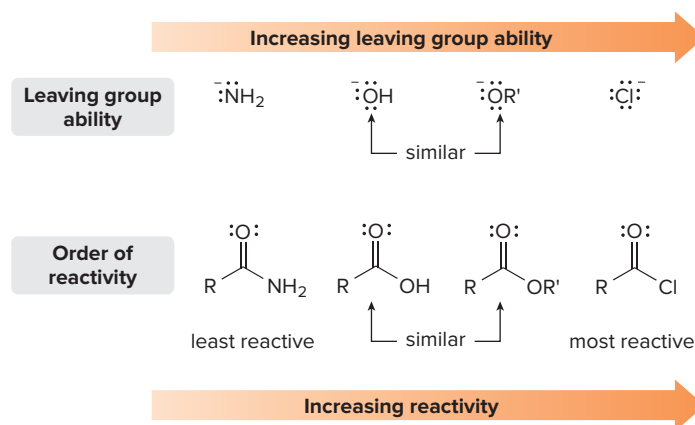 Increasing leaving group ability
Leaving group ability
⁻:NH₂
⁻:OH
⁻:OR'
:Cl:⁻
similar
Order of reactivity
:O:
R
NH₂
:O:
R
OH
:O:
R
OR'
:O:
R
Cl
least reactive
similar
most reactive
Increasing reactivity